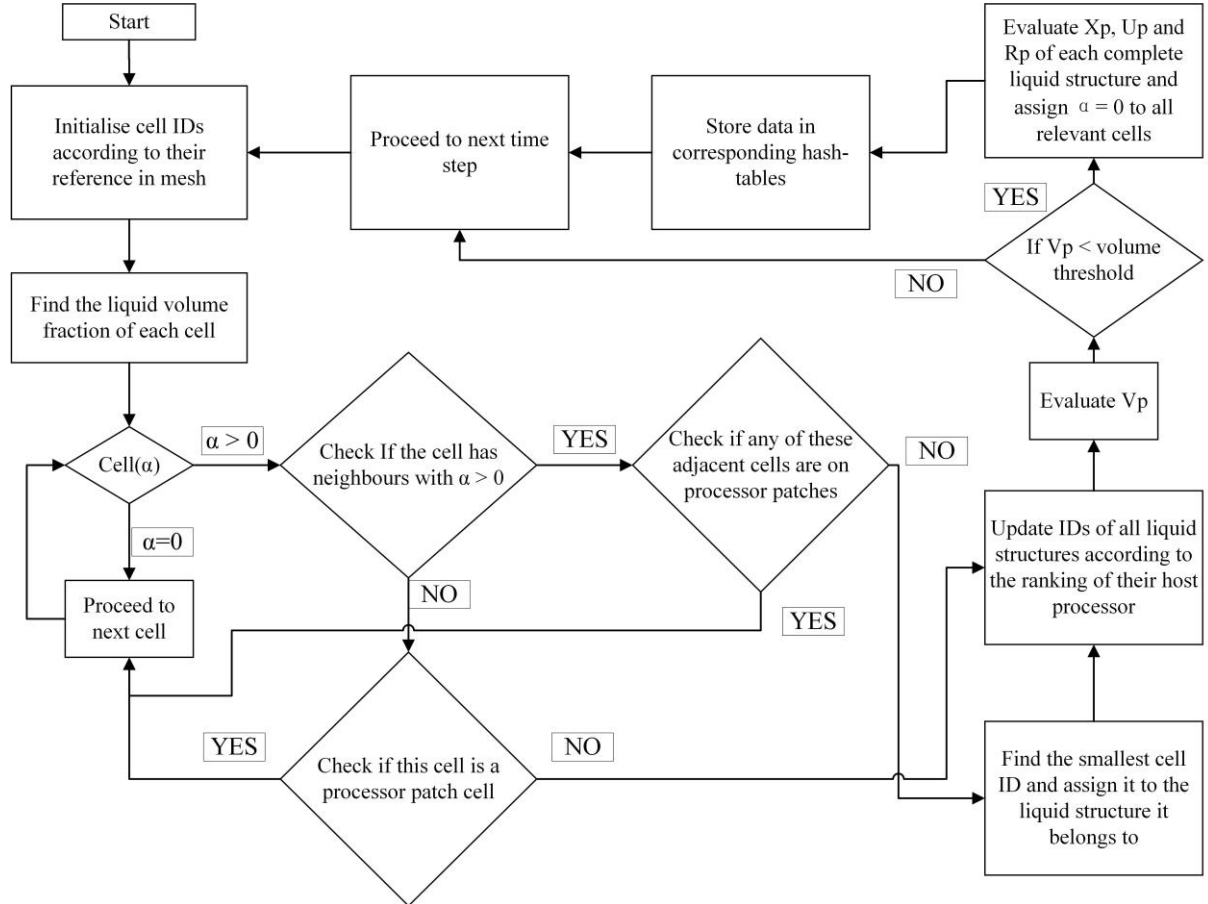 Start
Initialise cell IDs
according to their
reference in mesh
Proceed to next time
step
Store data in
corresponding hash-
tables
Evaluate Xp, Up and
Rp of each complete
liquid structure and
assign α = 0 to all
relevant cells
YES
If Vp < volume
threshold
NO
Find the liquid volume
fraction of each cell
Evaluate Vp
Cell(α)
α > 0
Check If the cell has
neighbours with α > 0
YES
Check if any of these
adjacent cells are on
processor patches
NO
α=0
Update IDs of all liquid
structures according to
the ranking of their host
processor
Proceed to
next cell
NO
YES
YES
Check if this cell is a
processor patch cell
NO
Find the smallest cell
ID and assign it to the
liquid structure it
belongs to